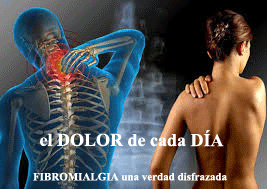 el DOLOR de cada DÍA
FIBROMIALGIA una verdad disfrazada